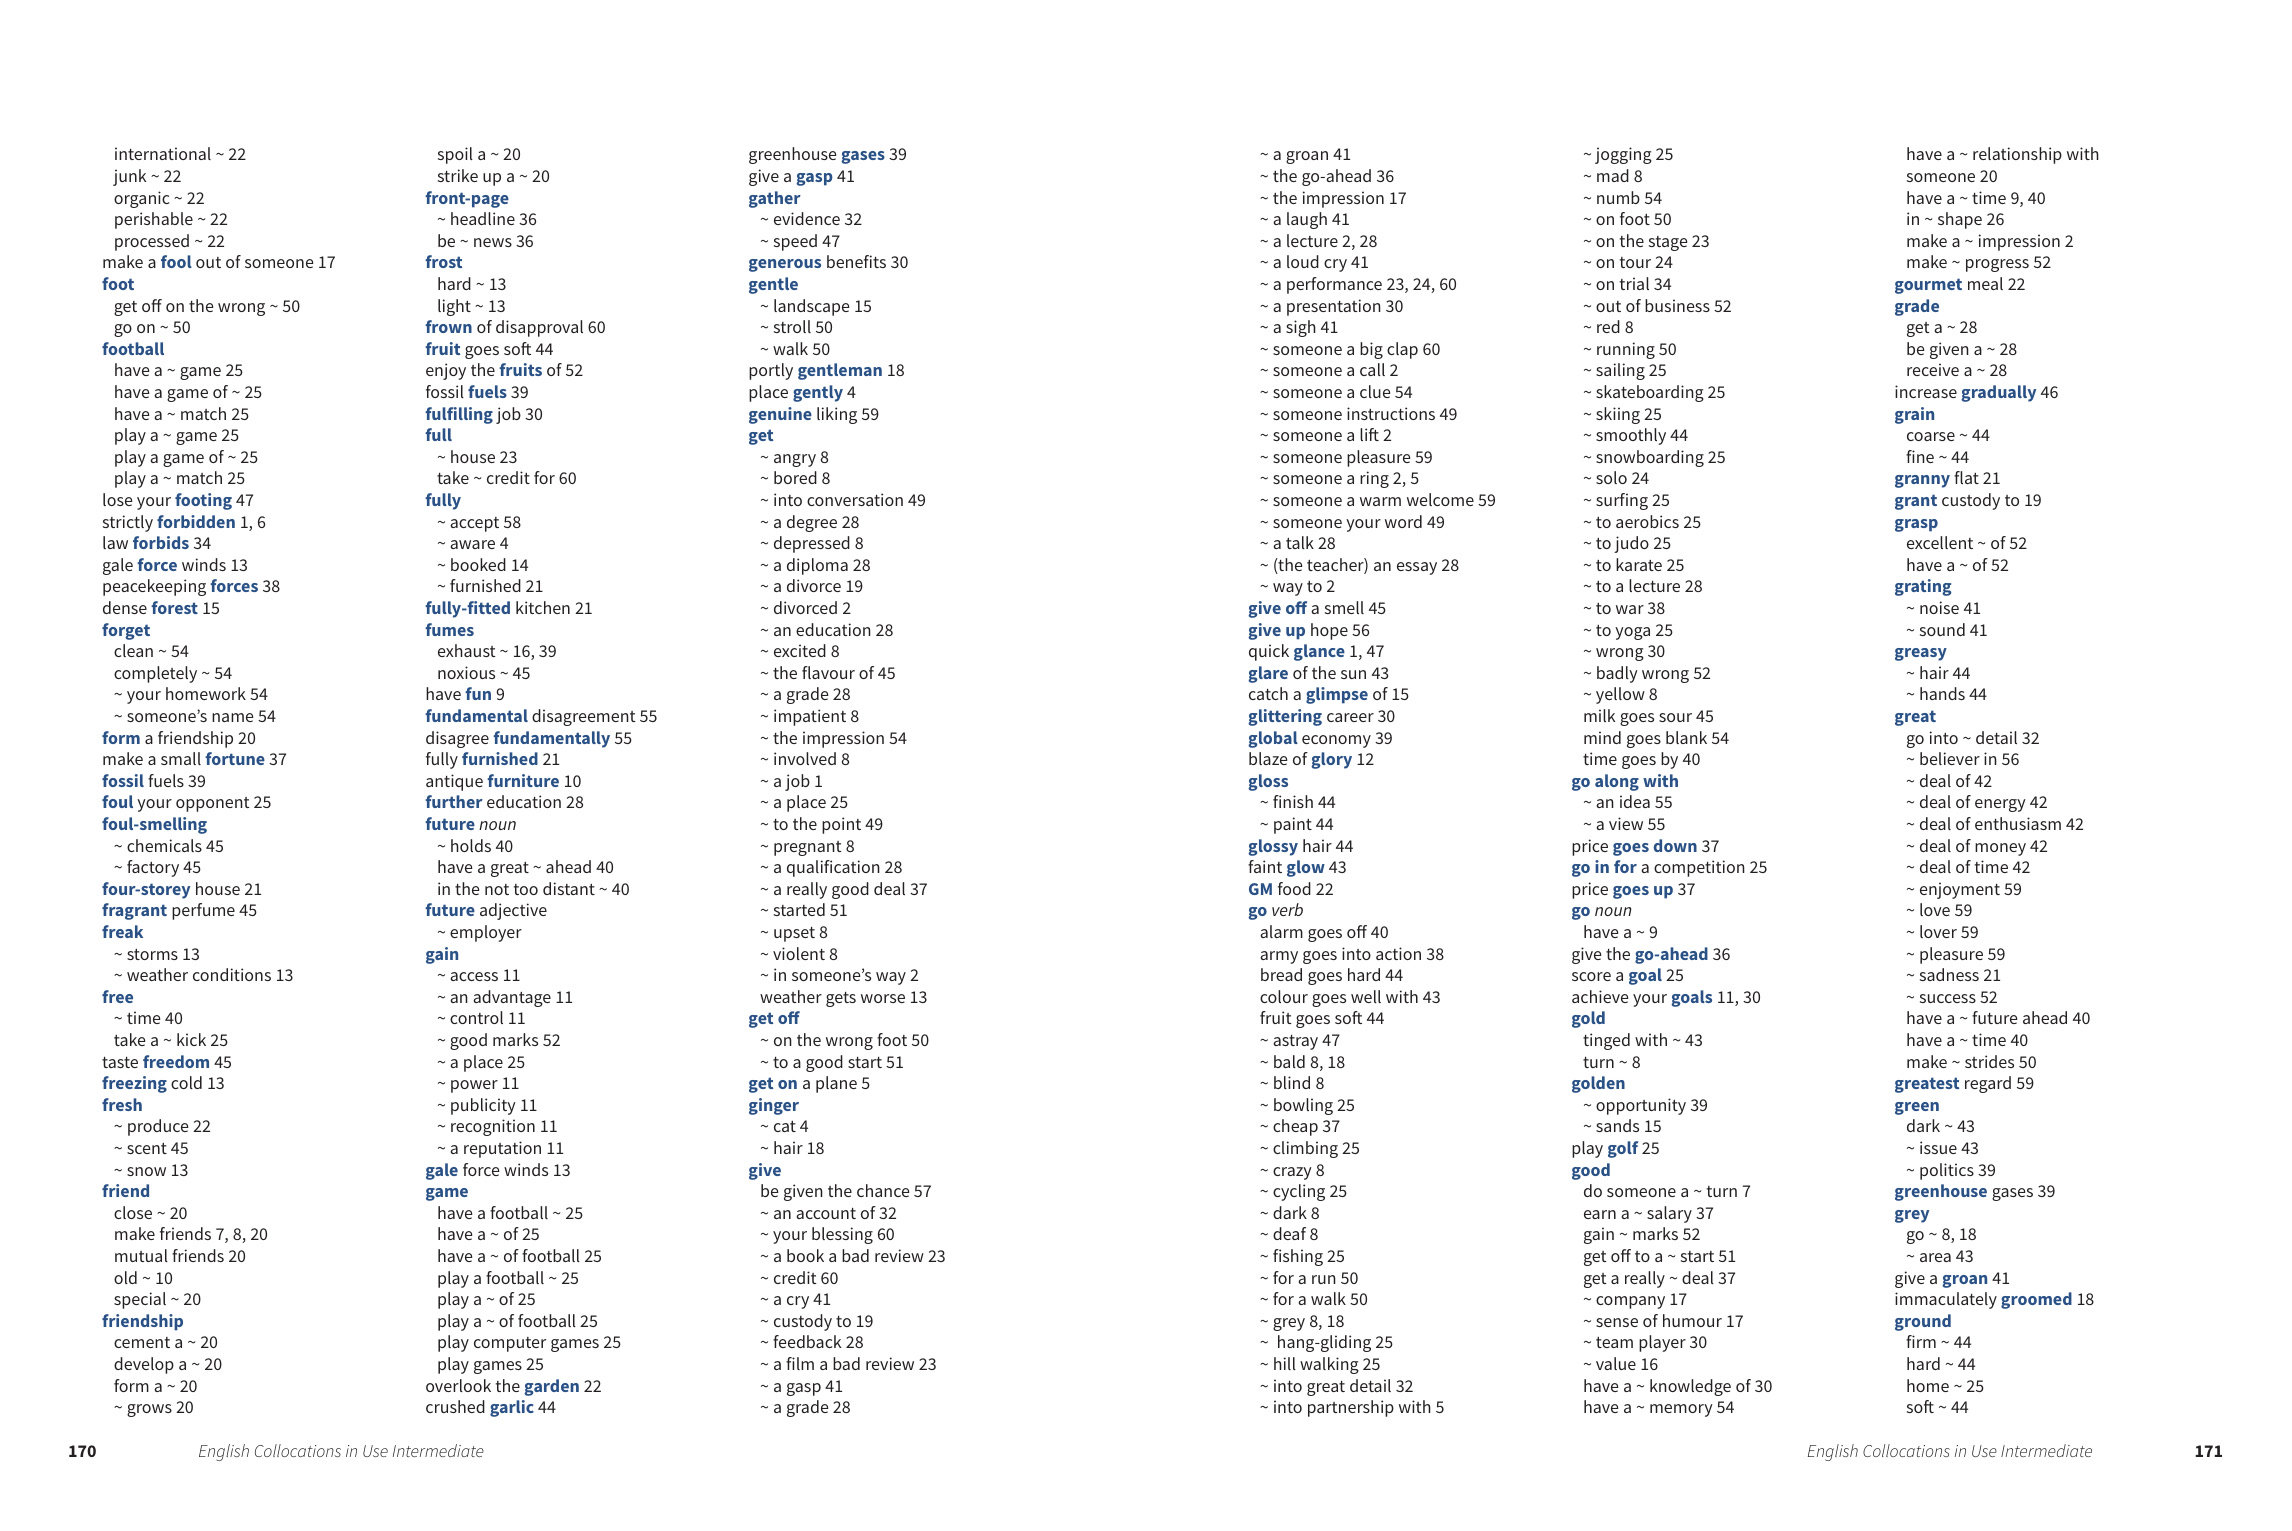 international ~ 22
junk ~ 22
organic ~ 22
perishable ~ 22
processed ~ 22
make a fool out of someone 17
foot
get off on the wrong ~ 50
go on ~ 50
football
have a ~ game 25
have a game of ~ 25
have a ~ match 25
play a ~ game 25
play a game of ~ 25
play a ~ match 25
lose your footing 47
strictly forbidden 1, 6
law forbids 34
gale force winds 13
peacekeeping forces 38
dense forest 15
forget
clean ~ 54
completely ~ 54
~ your homework 54
~ someone's name 54
form a friendship 20
make a small fortune 37
fossil fuels 39
foul your opponent 25
foul-smelling
~ chemicals 45
~ factory 45
four-storey house 21
fragrant perfume 45
freak
~ storms 13
~ weather conditions 13
free
~ time 40
take a ~ kick 25
taste freedom 45
freezing cold 13
fresh
~ produce 22
~ scent 45
~ snow 13
friend
close ~ 20
make friends 7, 8, 20
mutual friends 20
old ~ 10
special ~ 20
friendship
cement a ~ 20
develop a ~ 20
form a ~ 20
~ grows 20
spoil a ~ 20
strike up a ~ 20
front-page
~ headline 36
be ~ news 36
frost
hard ~ 13
light ~ 13
frown of disapproval 60
fruit goes soft 44
enjoy the fruits of 52
fossil fuels 39
fulfilling job 30
full
~ house 23
take ~ credit for 60
fully
~ accept 58
~ aware 4
~ booked 14
~ furnished 21
fully-fitted kitchen 21
fumes
exhaust ~ 16, 39
noxious ~ 45
have fun 9
fundamental disagreement 55
disagree fundamentally 55
fully furnished 21
antique furniture 10
further education 28
future noun
~ holds 40
have a great ~ ahead 40
in the not too distant ~ 40
future adjective
~ employer
gain
~ access 11
~ an advantage 11
~ control 11
~ good marks 52
~ a place 25
~ power 11
~ publicity 11
~ recognition 11
~ a reputation 11
gale force winds 13
game
have a football ~ 25
have a ~ of 25
have a ~ of football 25
play a football ~ 25
play a ~ of 25
play a ~ of football 25
play computer games 25
play games 25
overlook the garden 22
crushed garlic 44
greenhouse gases 39
give a gasp 41
gather
~ evidence 32
~ speed 47
generous benefits 30
gentle
~ landscape 15
~ stroll 50
~ walk 50
portly gentleman 18
place gently 4
genuine liking 59
get
~ angry 8
~ bored 8
~ into conversation 49
~ a degree 28
~ depressed 8
~ a diploma 28
~ a divorce 19
~ divorced 2
~ an education 28
~ excited 8
~ the flavour of 45
~ a grade 28
~ impatient 8
~ the impression 54
~ involved 8
~ a job 1
~ a place 25
~ to the point 49
~ pregnant 8
~ a qualification 28
~ a really good deal 37
~ started 51
~ upset 8
~ violent 8
~ in someone's way 2
weather gets worse 13
get off
~ on the wrong foot 50
~ to a good start 51
get on a plane 5
ginger
~ cat 4
~ hair 18
give
be given the chance 57
~ an account of 32
~ your blessing 60
~ a book a bad review 23
~ credit 60
~ a cry 41
~ custody to 19
~ feedback 28
~ a film a bad review 23
~ a gasp 41
~ a grade 28
170
English Collocations in Use Intermediate
~ a groan 41
~ the go-ahead 36
~ the impression 17
~ a laugh 41
~ a lecture 2, 28
~ a loud cry 41
~ a performance 23, 24, 60
~ a presentation 30
~ a sigh 41
~ someone a big clap 60
~ someone a call 2
~ someone a clue 54
~ someone instructions 49
~ someone a lift 2
~ someone pleasure 59
~ someone a ring 2, 5
~ someone a warm welcome 59
~ someone your word 49
~ a talk 28
~ (the teacher) an essay 28
~ way to 2
give off a smell 45
give up hope 56
quick glance 1, 47
glare of the sun 43
catch a glimpse of 15
glittering career 30
global economy 39
blaze of glory 12
gloss
~ finish 44
~ paint 44
glossy hair 44
faint glow 43
GM food 22
go verb
alarm goes off 40
army goes into action 38
bread goes hard 44
colour goes well with 43
fruit goes soft 44
~ astray 47
~ bald 8, 18
~ blind 8
~ bowling 25
~ cheap 37
~ climbing 25
~ crazy 8
~ cycling 25
~ dark 8
~ deaf 8
~ fishing 25
~ for a run 50
~ for a walk 50
~ grey 8, 18
~ hang-gliding 25
~ hill walking 25
~ into great detail 32
~ into partnership with 5
~ jogging 25
~ mad 8
~ numb 54
~ on foot 50
~ on the stage 23
~ on tour 24
~ on trial 34
~ out of business 52
~ red 8
~ running 50
~ sailing 25
~ skateboarding 25
~ skiing 25
~ smoothly 44
~ snowboarding 25
~ solo 24
~ surfing 25
~ to aerobics 25
~ to judo 25
~ to karate 25
~ to a lecture 28
~ to war 38
~ to yoga 25
~ wrong 30
~ badly wrong 52
~ yellow 8
milk goes sour 45
mind goes blank 54
time goes by 40
go along with
~ an idea 55
~ a view 55
price goes down 37
go in for a competition 25
price goes up 37
go noun
have a ~ 9
give the go-ahead 36
score a goal 25
achieve your goals 11, 30
gold
tinged with ~ 43
turn ~ 8
golden
~ opportunity 39
~ sands 15
play golf 25
good
do someone a ~ turn 7
earn a ~ salary 37
gain ~ marks 52
get off to a ~ start 51
get a really ~ deal 37
~ company 17
~ sense of humour 17
~ team player 30
~ value 16
have a ~ knowledge of 30
have a ~ memory 54
have a ~ relationship with
someone 20
have a ~ time 9, 40
in ~ shape 26
make a ~ impression 2
make ~ progress 52
gourmet meal 22
grade
get a ~ 28
be given a ~ 28
receive a ~ 28
increase gradually 46
grain
coarse ~ 44
fine ~ 44
granny flat 21
grant custody to 19
grasp
excellent ~ of 52
have a ~ of 52
grating
~ noise 41
~ sound 41
greasy
~ hair 44
~ hands 44
great
go into ~ detail 32
~ believer in 56
~ deal of 42
~ deal of energy 42
~ deal of enthusiasm 42
~ deal of money 42
~ deal of time 42
~ enjoyment 59
~ love 59
~ lover 59
~ pleasure 59
~ sadness 21
~ success 52
have a ~ future ahead 40
have a ~ time 40
make ~ strides 50
greatest regard 59
green
dark ~ 43
~ issue 43
~ politics 39
greenhouse gases 39
grey
go ~ 8, 18
~ area 43
give a groan 41
immaculately groomed 18
ground
firm ~ 44
hard ~ 44
home ~ 25
soft ~ 44
English Collocations in Use Intermediate
171